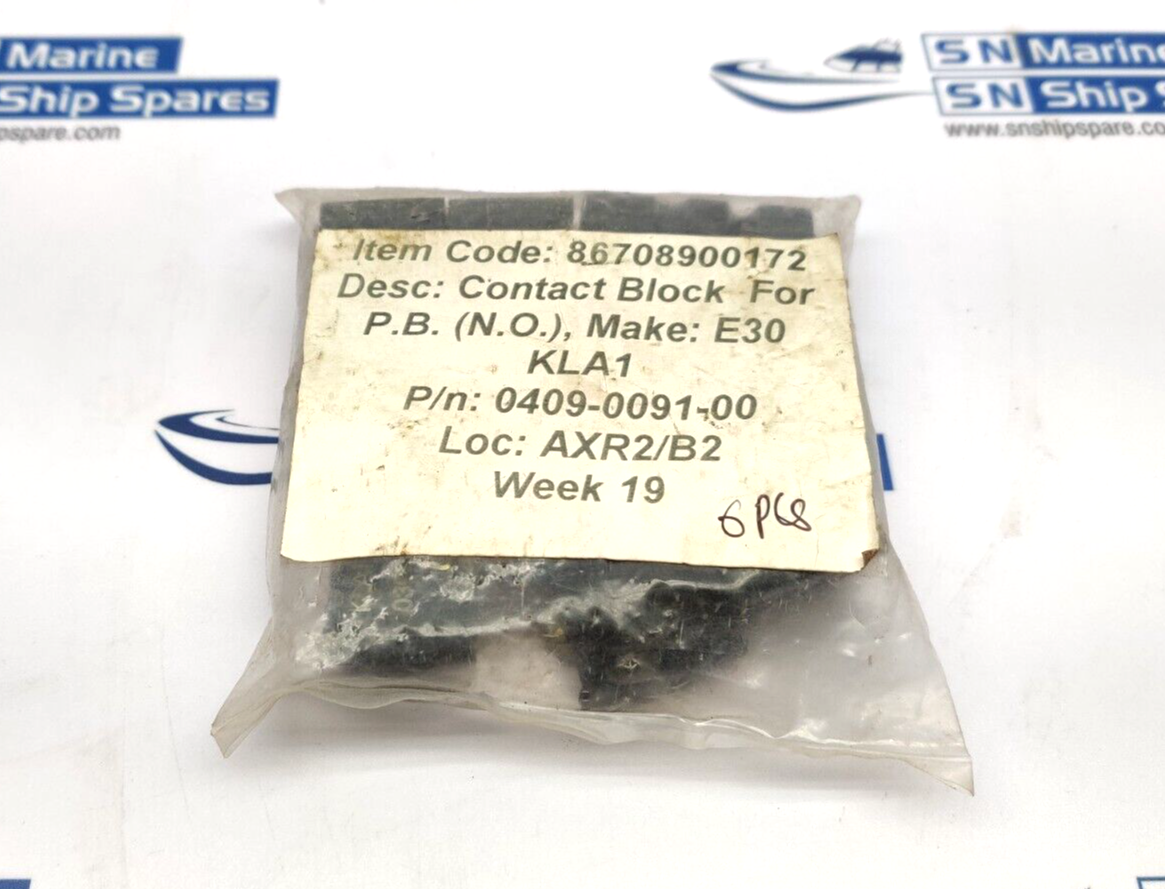 Marine
Ship Spares
pspare.com
SN Marine
SN Ship S
www.snshipspare.co
Item Code: 86708900172
Desc: Contact Block For
P.B. (N.O.), Make: E30
KLA1
P/n: 0409-0091-00
Loc: AXR2/B2
Week 19
6 PCS